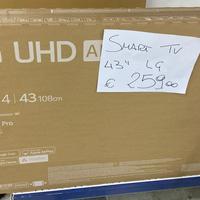 UHD A
SMART TV
43" LG
€ 259,00
4 43:108cm
Pro